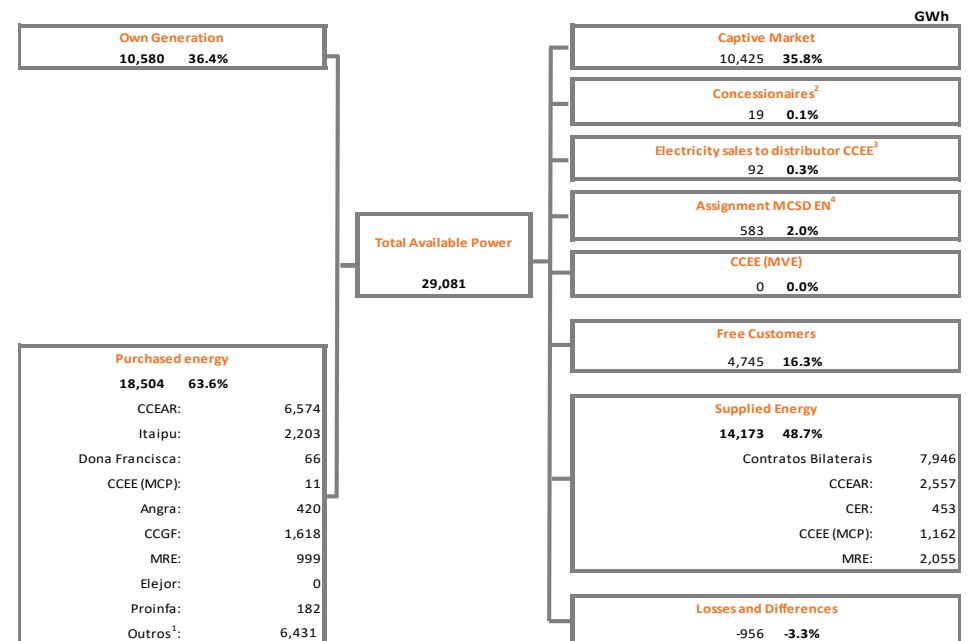 GWh
Own Generation
10,580 36.4%
Purchased energy
18,504 63.6%
CCEAR: 6,574
Itaipu: 2,203
Dona Francisca: 66
CCEE (MCP): 11
Angra: 420
CCGF: 1,618
MRE: 999
Elejor: 0
Proinfa: 182
Outros¹: 6,431
Total Available Power
29,081
Captive Market
10,425 35.8%
Concessionaires²
19 0.1%
Electricity sales to distributor CCEE³
92 0.3%
Assignment MCSD EN⁴
583 2.0%
CCEE (MVE)
0 0.0%
Free Customers
4,745 16.3%
Supplied Energy
14,173 48.7%
Contratos Bilaterais 7,946
CCEAR: 2,557
CER: 453
CCEE (MCP): 1,162
MRE: 2,055
Losses and Differences
-956 -3.3%